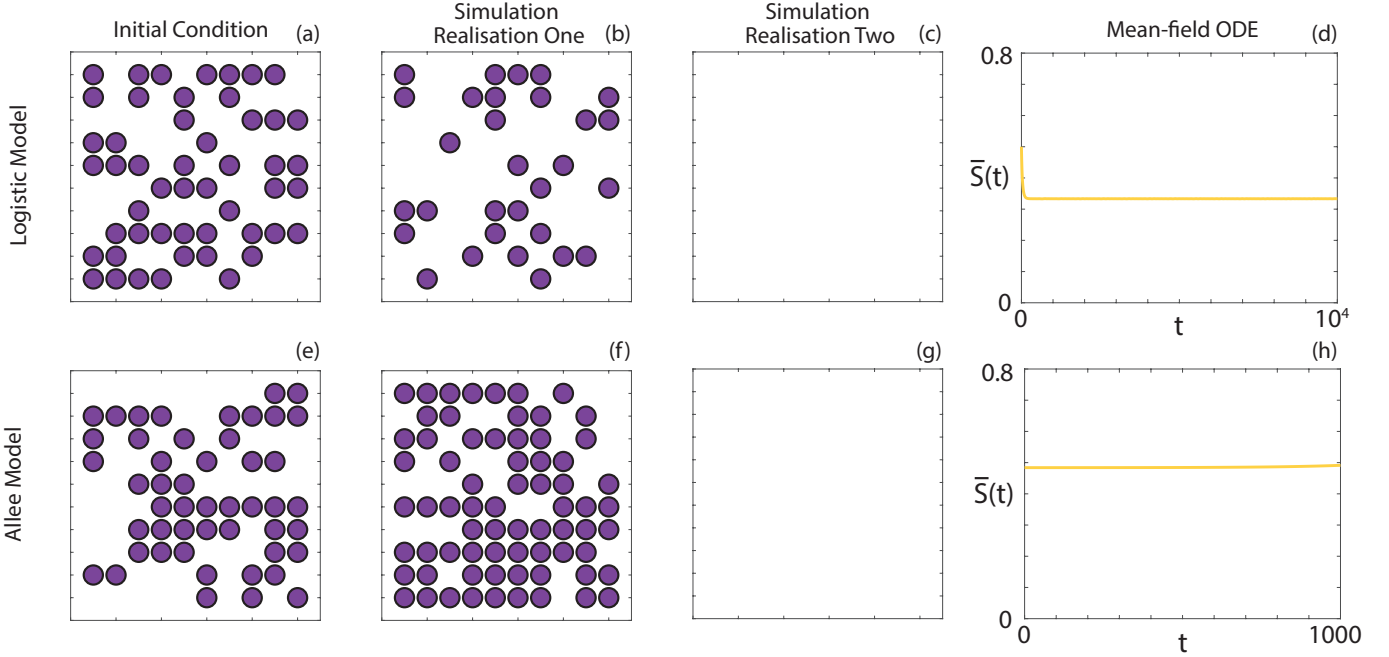 Initial Condition
(a)
Simulation
Realisation One
(b)
Simulation
Realisation Two
(c)
Mean-field ODE
(d)
Logistic Model
0.8
S̅(t)
0
0
t
10⁴
(e)
(f)
(g)
(h)
Allee Model
0.8
S̅(t)
0
0
t
1000